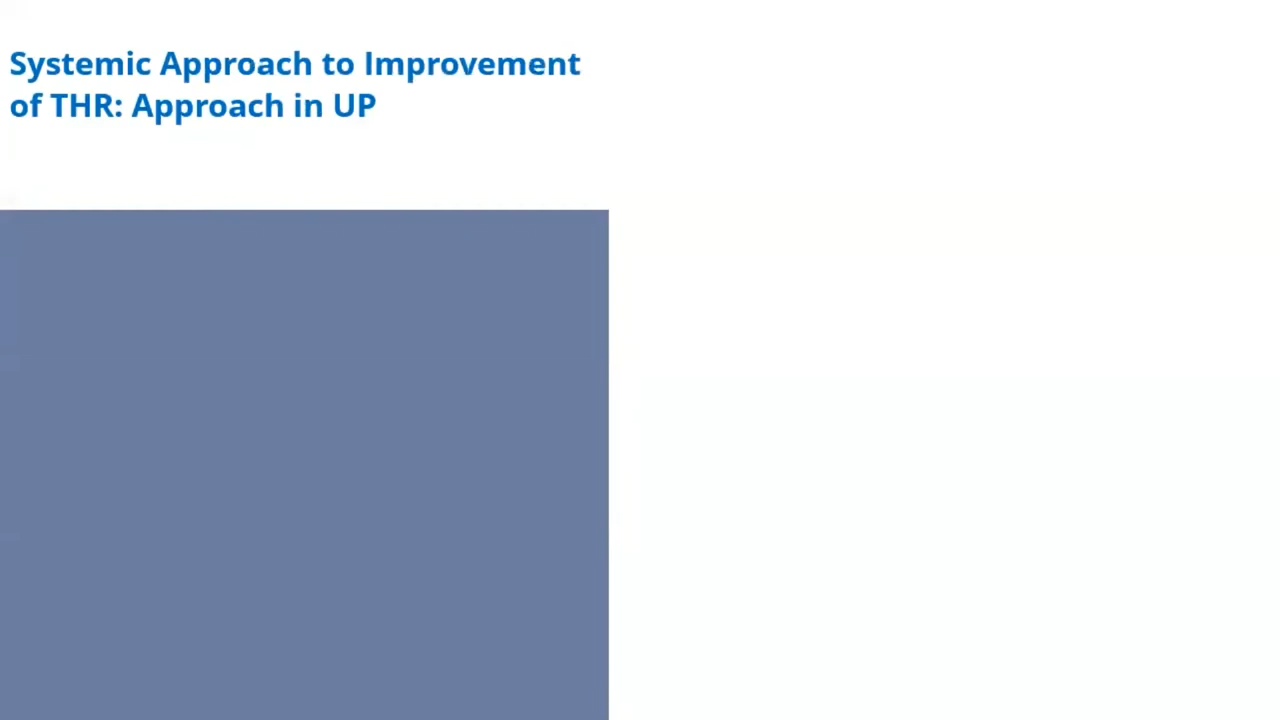 Systemic Approach to Improvement
of THR: Approach in UP